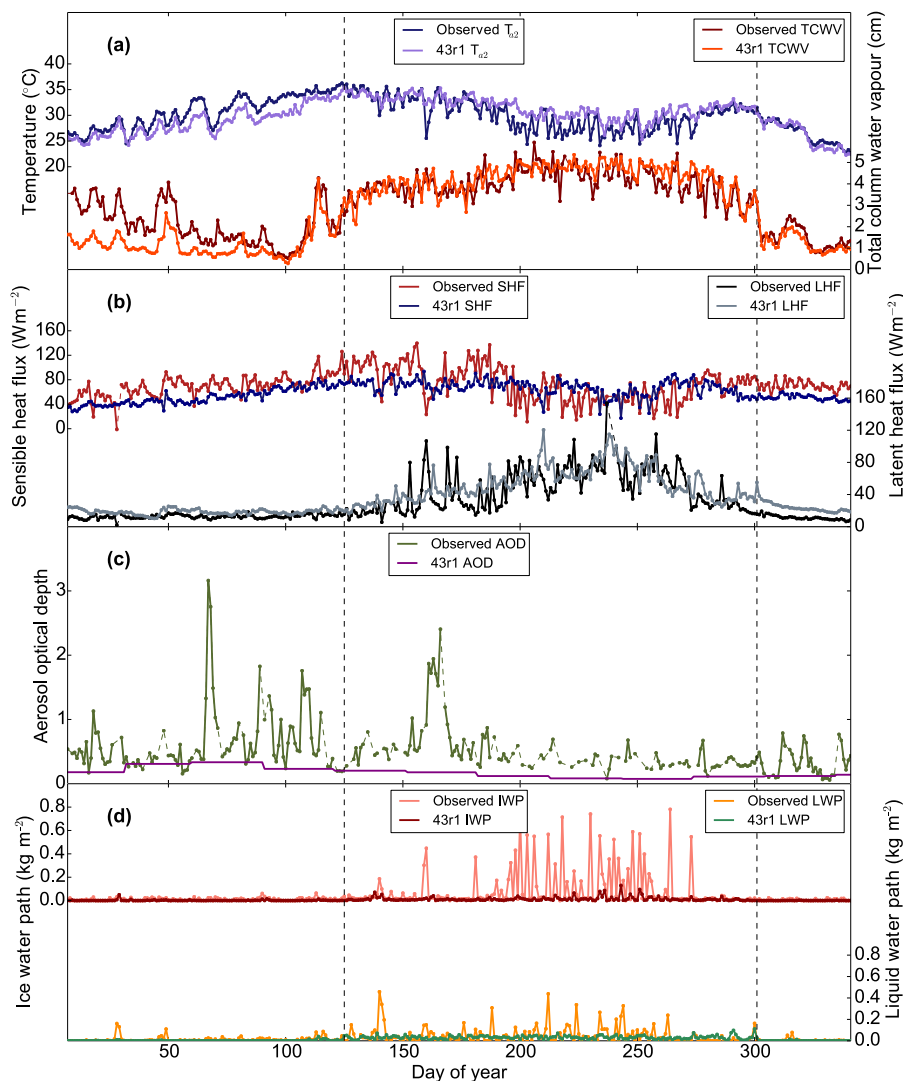 (a)
Observed T_{a2}
43r1 T_{a2}
Observed TCWV
43r1 TCWV
Temperature (°C)
40
35
30
25
20
Total column water vapour (cm)
5
4
3
2
1
0
(b)
Observed SHF
43r1 SHF
Observed LHF
43r1 LHF
Sensible heat flux (Wm⁻²)
160
120
80
40
0
Latent heat flux (Wm⁻²)
160
120
80
40
0
(c)
Observed AOD
43r1 AOD
Aerosol optical depth
3
2
1
0
(d)
Observed IWP
43r1 IWP
Observed LWP
43r1 LWP
Ice water path (kg m⁻²)
0.8
0.6
0.4
0.2
0.0
Liquid water path (kg m⁻²)
0.8
0.6
0.4
0.2
0.0
50
100
150
200
250
300
Day of year